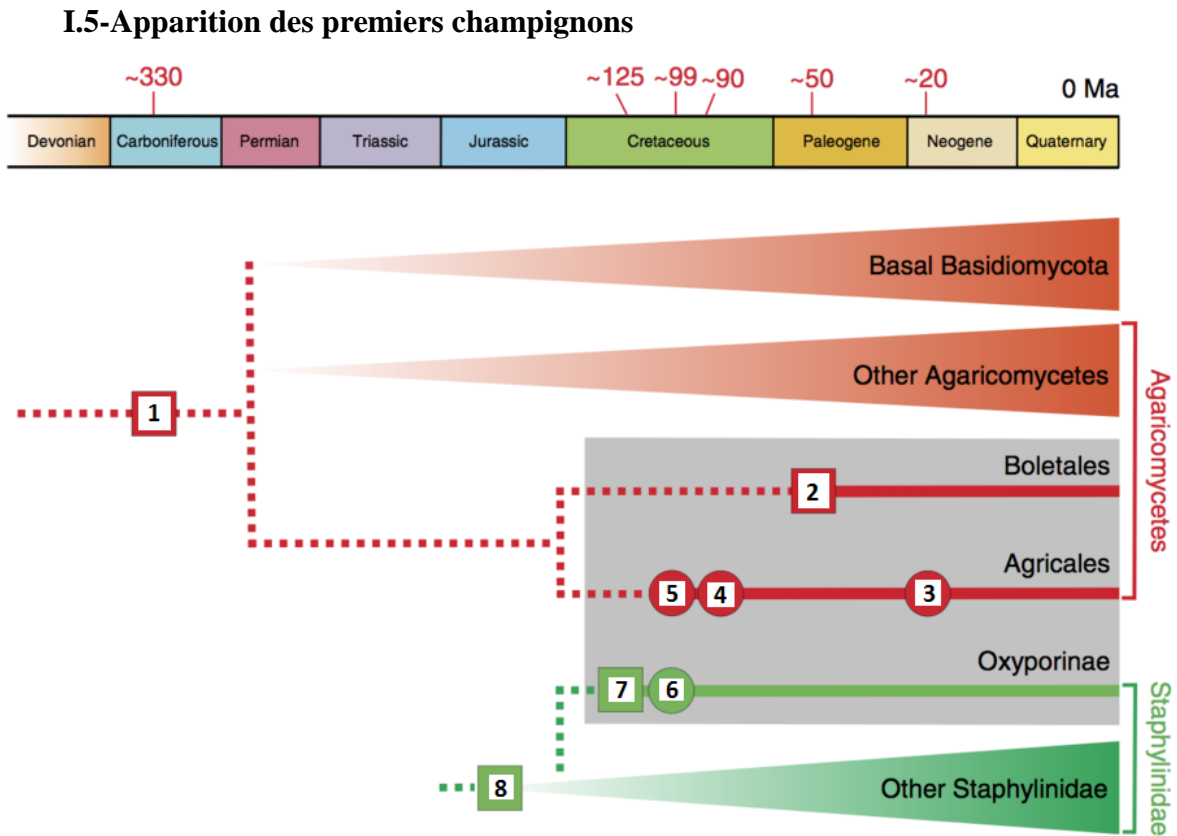 I.5-Apparition des premiers champignons
~330 ~125 ~99 ~90 ~50 ~20 0 Ma
Devonian Carboniferous Permian Triassic Jurassic Cretaceous Paleogene Neogene Quaternary
Basal Basidiomycota
Other Agaricomycetes
Agaricomycetes
1
Boletales
2
Agricales
5 4 3
Oxyporinae
7 6
Staphylinidae
8 Other Staphylinidae